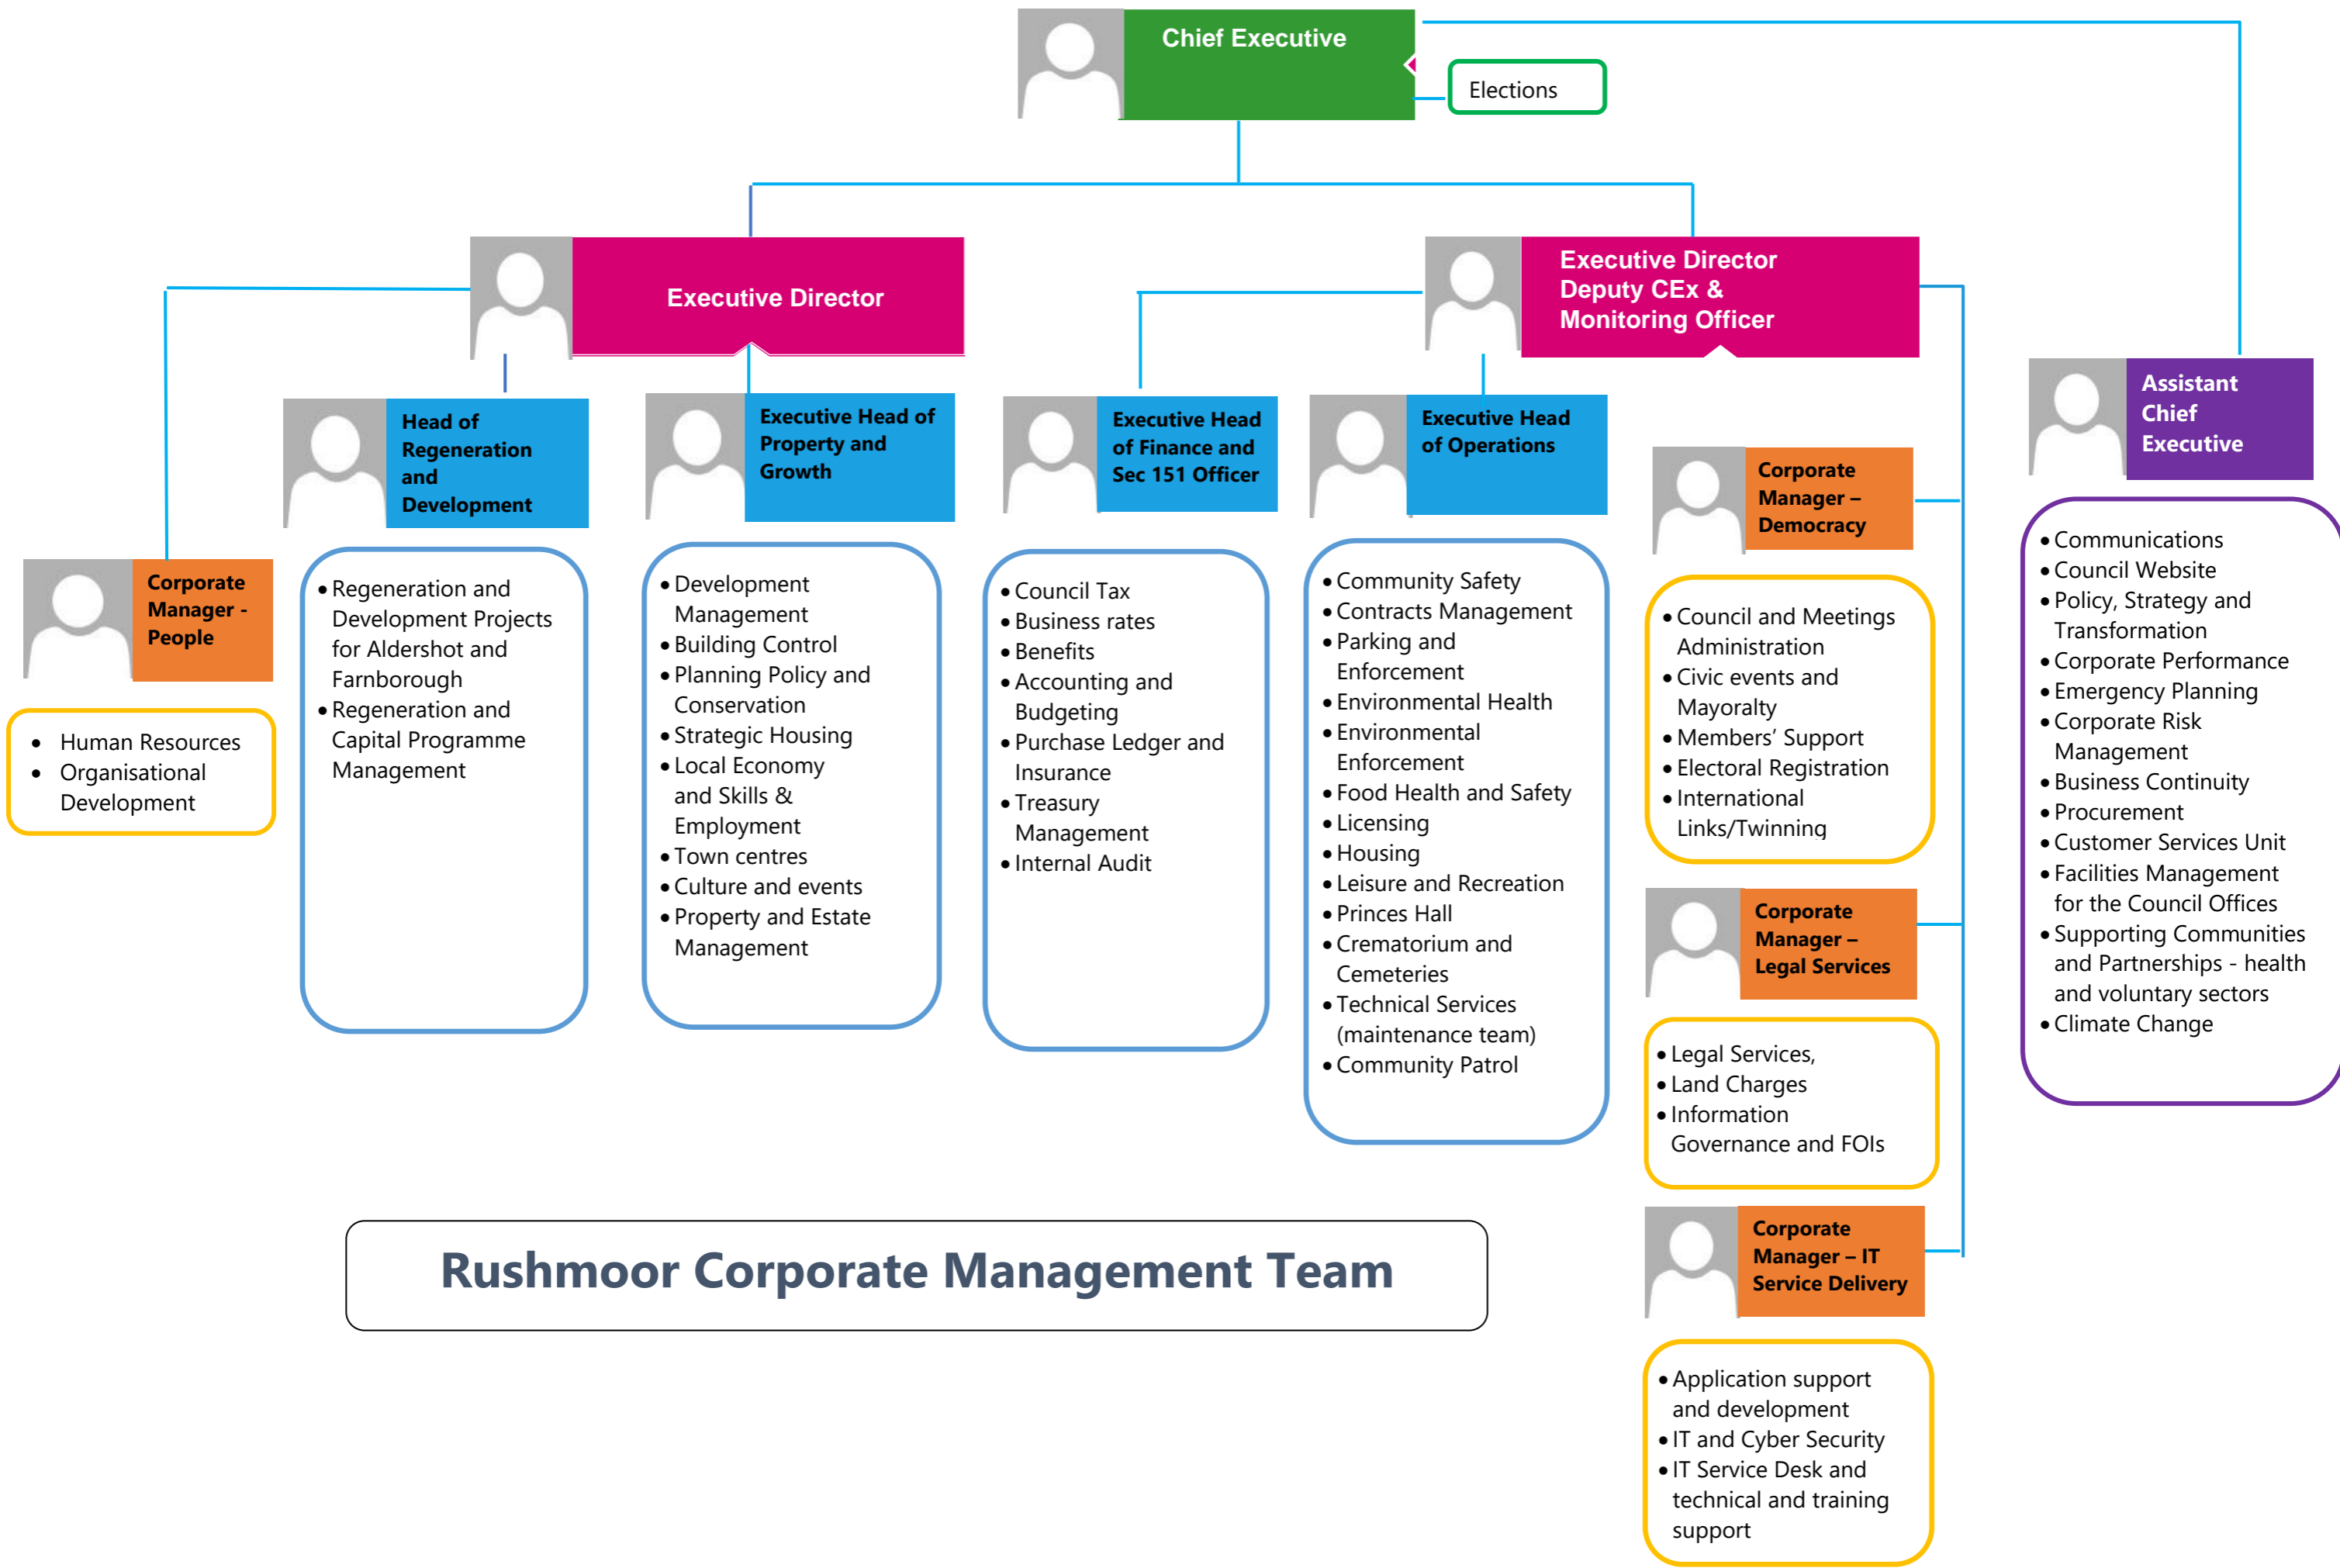 Chief Executive
Elections
Executive Director
Executive Director
Deputy CEx &
Monitoring Officer
Assistant
Chief
Executive
Head of
Regeneration
and
Development
Executive Head of
Property and
Growth
Executive Head
of Finance and
Sec 151 Officer
Executive Head
of Operations
Corporate
Manager –
Democracy
Corporate
Manager -
People
• Human Resources
• Organisational
Development
• Regeneration and
Development Projects
for Aldershot and
Farnborough
• Regeneration and
Capital Programme
Management
• Development
Management
• Building Control
• Planning Policy and
Conservation
• Strategic Housing
• Local Economy
and Skills &
Employment
• Town centres
• Culture and events
• Property and Estate
Management
• Council Tax
• Business rates
• Benefits
• Accounting and
Budgeting
• Purchase Ledger and
Insurance
• Treasury
Management
• Internal Audit
• Community Safety
• Contracts Management
• Parking and
Enforcement
• Environmental Health
• Environmental
Enforcement
• Food Health and Safety
• Licensing
• Housing
• Leisure and Recreation
• Princes Hall
• Crematorium and
Cemeteries
• Technical Services
(maintenance team)
• Community Patrol
• Council and Meetings
Administration
• Civic events and
Mayoralty
• Members’ Support
• Electoral Registration
• International
Links/Twinning
Corporate
Manager –
Legal Services
• Legal Services,
• Land Charges
• Information
Governance and FOIs
Corporate
Manager – IT
Service Delivery
• Application support
and development
• IT and Cyber Security
• IT Service Desk and
technical and training
support
• Communications
• Council Website
• Policy, Strategy and
Transformation
• Corporate Performance
• Emergency Planning
• Corporate Risk
Management
• Business Continuity
• Procurement
• Customer Services Unit
• Facilities Management
for the Council Offices
• Supporting Communities
and Partnerships - health
and voluntary sectors
• Climate Change
Rushmoor Corporate Management Team